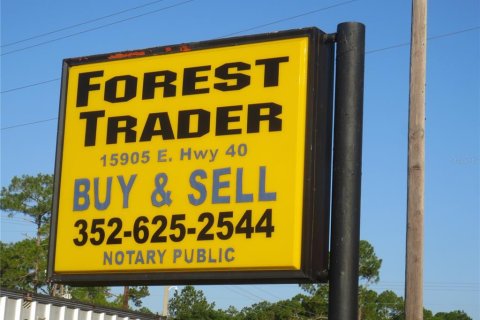 FOREST
TRADER
15905 E. Hwy 40
BUY & SELL
352-625-2544
NOTARY PUBLIC